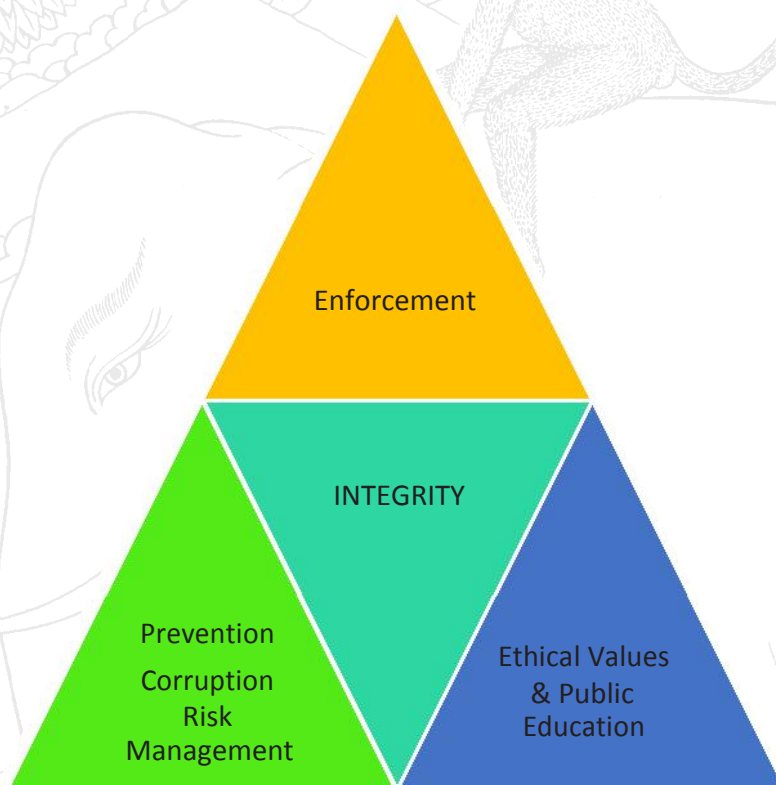 Enforcement
INTEGRITY
Prevention
Corruption
Risk
Management
Ethical Values
& Public
Education